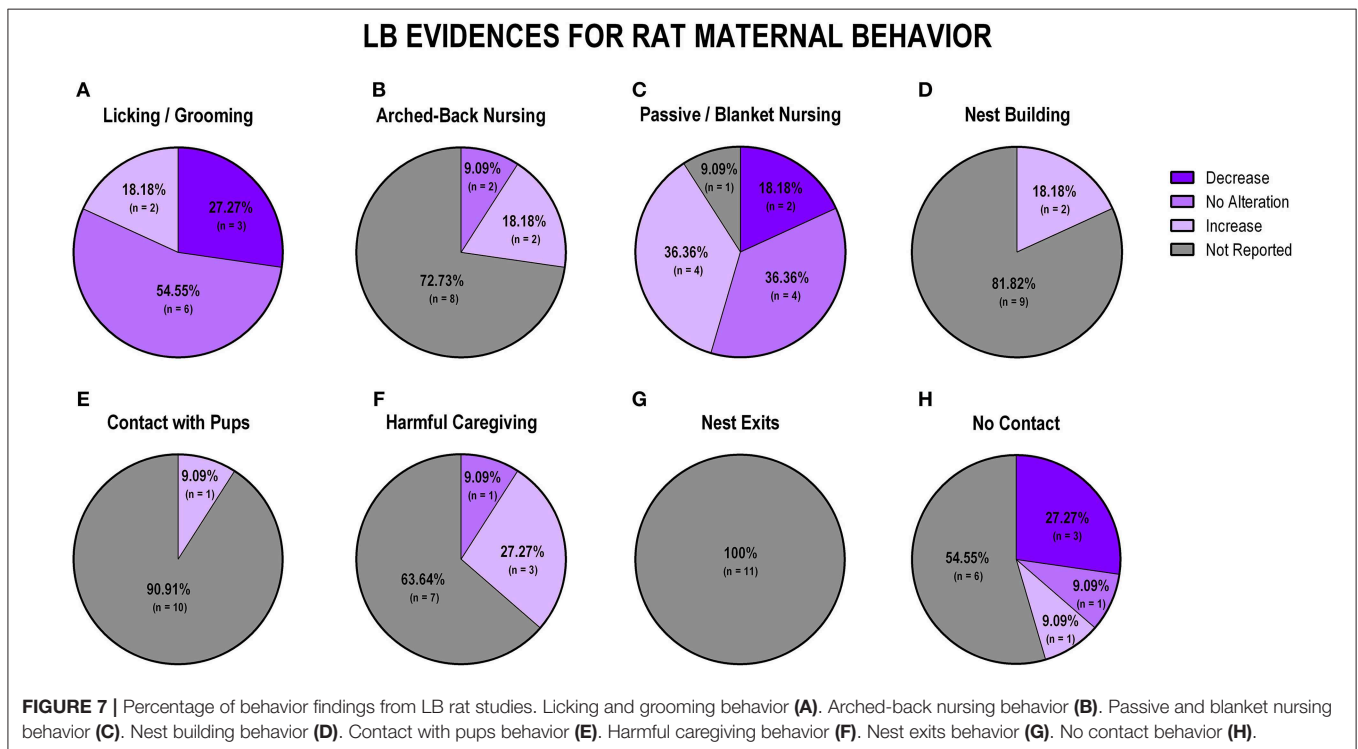 LB EVIDENCES FOR RAT MATERNAL BEHAVIOR
A
Licking / Grooming
18.18%
(n = 2)
27.27%
(n = 3)
54.55%
(n = 6)
B
Arched-Back Nursing
9.09%
(n = 2)
18.18%
(n = 2)
72.73%
(n = 8)
C
Passive / Blanket Nursing
9.09%
(n = 1)
18.18%
(n = 2)
36.36%
(n = 4)
36.36%
(n = 4)
D
Nest Building
18.18%
(n = 2)
81.82%
(n = 9)
Decrease
No Alteration
Increase
Not Reported
E
Contact with Pups
9.09%
(n = 1)
90.91%
(n = 10)
F
Harmful Caregiving
9.09%
(n = 1)
27.27%
(n = 3)
63.64%
(n = 7)
G
Nest Exits
100%
(n = 11)
H
No Contact
27.27%
(n = 3)
54.55%
(n = 6)
9.09%
(n = 1)
9.09%
(n = 1)
FIGURE 7 | Percentage of behavior findings from LB rat studies. Licking and grooming behavior (A). Arched-back nursing behavior (B). Passive and blanket nursing
behavior (C). Nest building behavior (D). Contact with pups behavior (E). Harmful caregiving behavior (F). Nest exits behavior (G). No contact behavior (H).